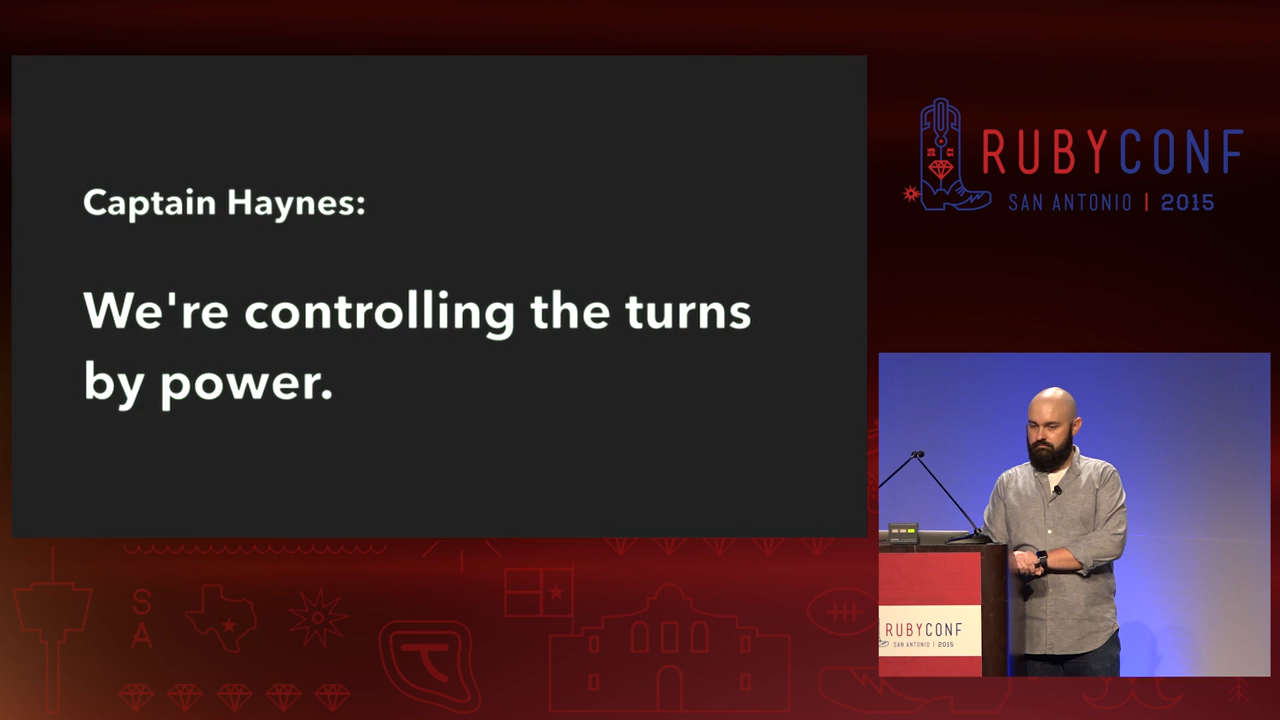 Captain Haynes:
We're controlling the turns
by power.
RUBYCONF
SAN ANTONIO | 2015
S
A
RUBYCONF
SAN ANTONIO | 2015